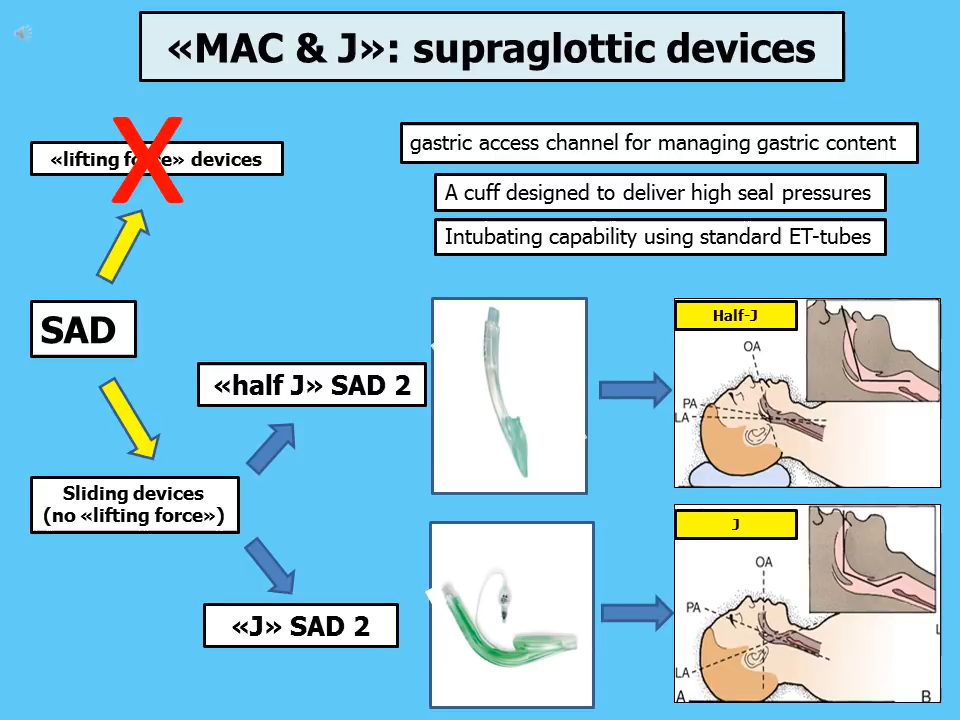 «MAC & J»: supraglottic devices
«lifting force» devices
X
gastric access channel for managing gastric content
A cuff designed to deliver high seal pressures
Intubating capability using standard ET-tubes
SAD
«half J» SAD 2
Half-J
OA
PA
LA
Sliding devices
(no «lifting force»)
«J» SAD 2
J
OA
PA
LA
A
B